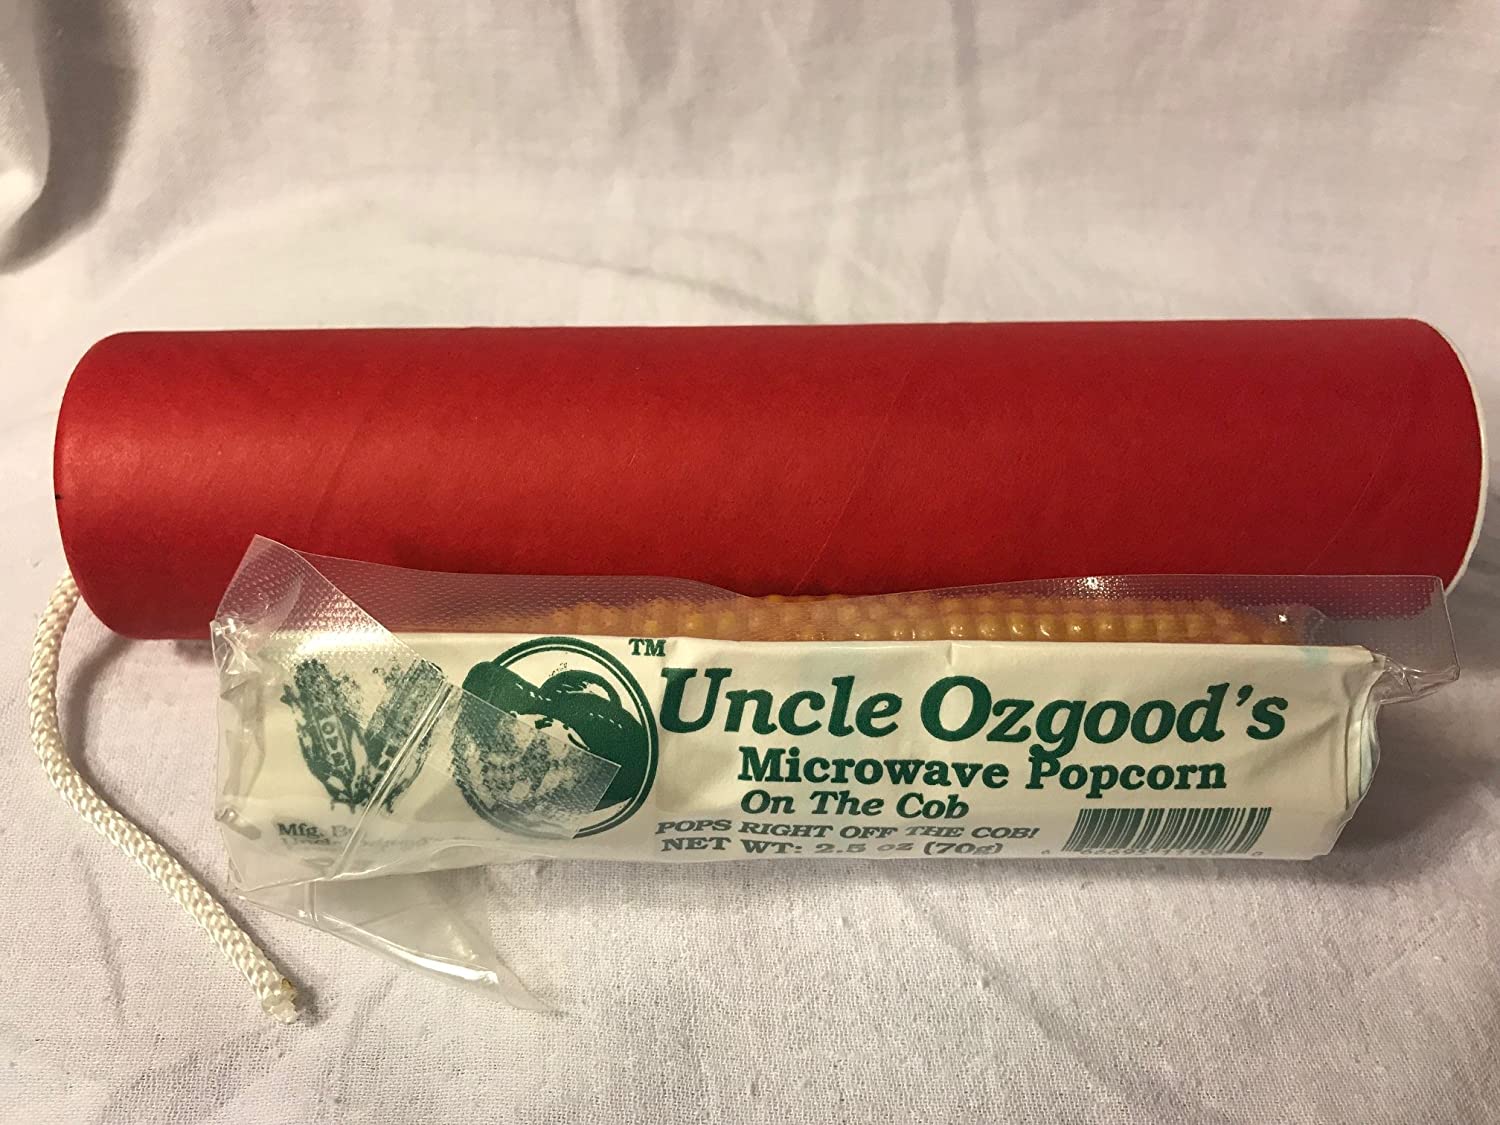 TM
Uncle Ozgood's
Microwave Popcorn
On The Cob
POPS RIGHT OFF THE COB!
NET WT: 2.5 oz (70g)
Mfg.